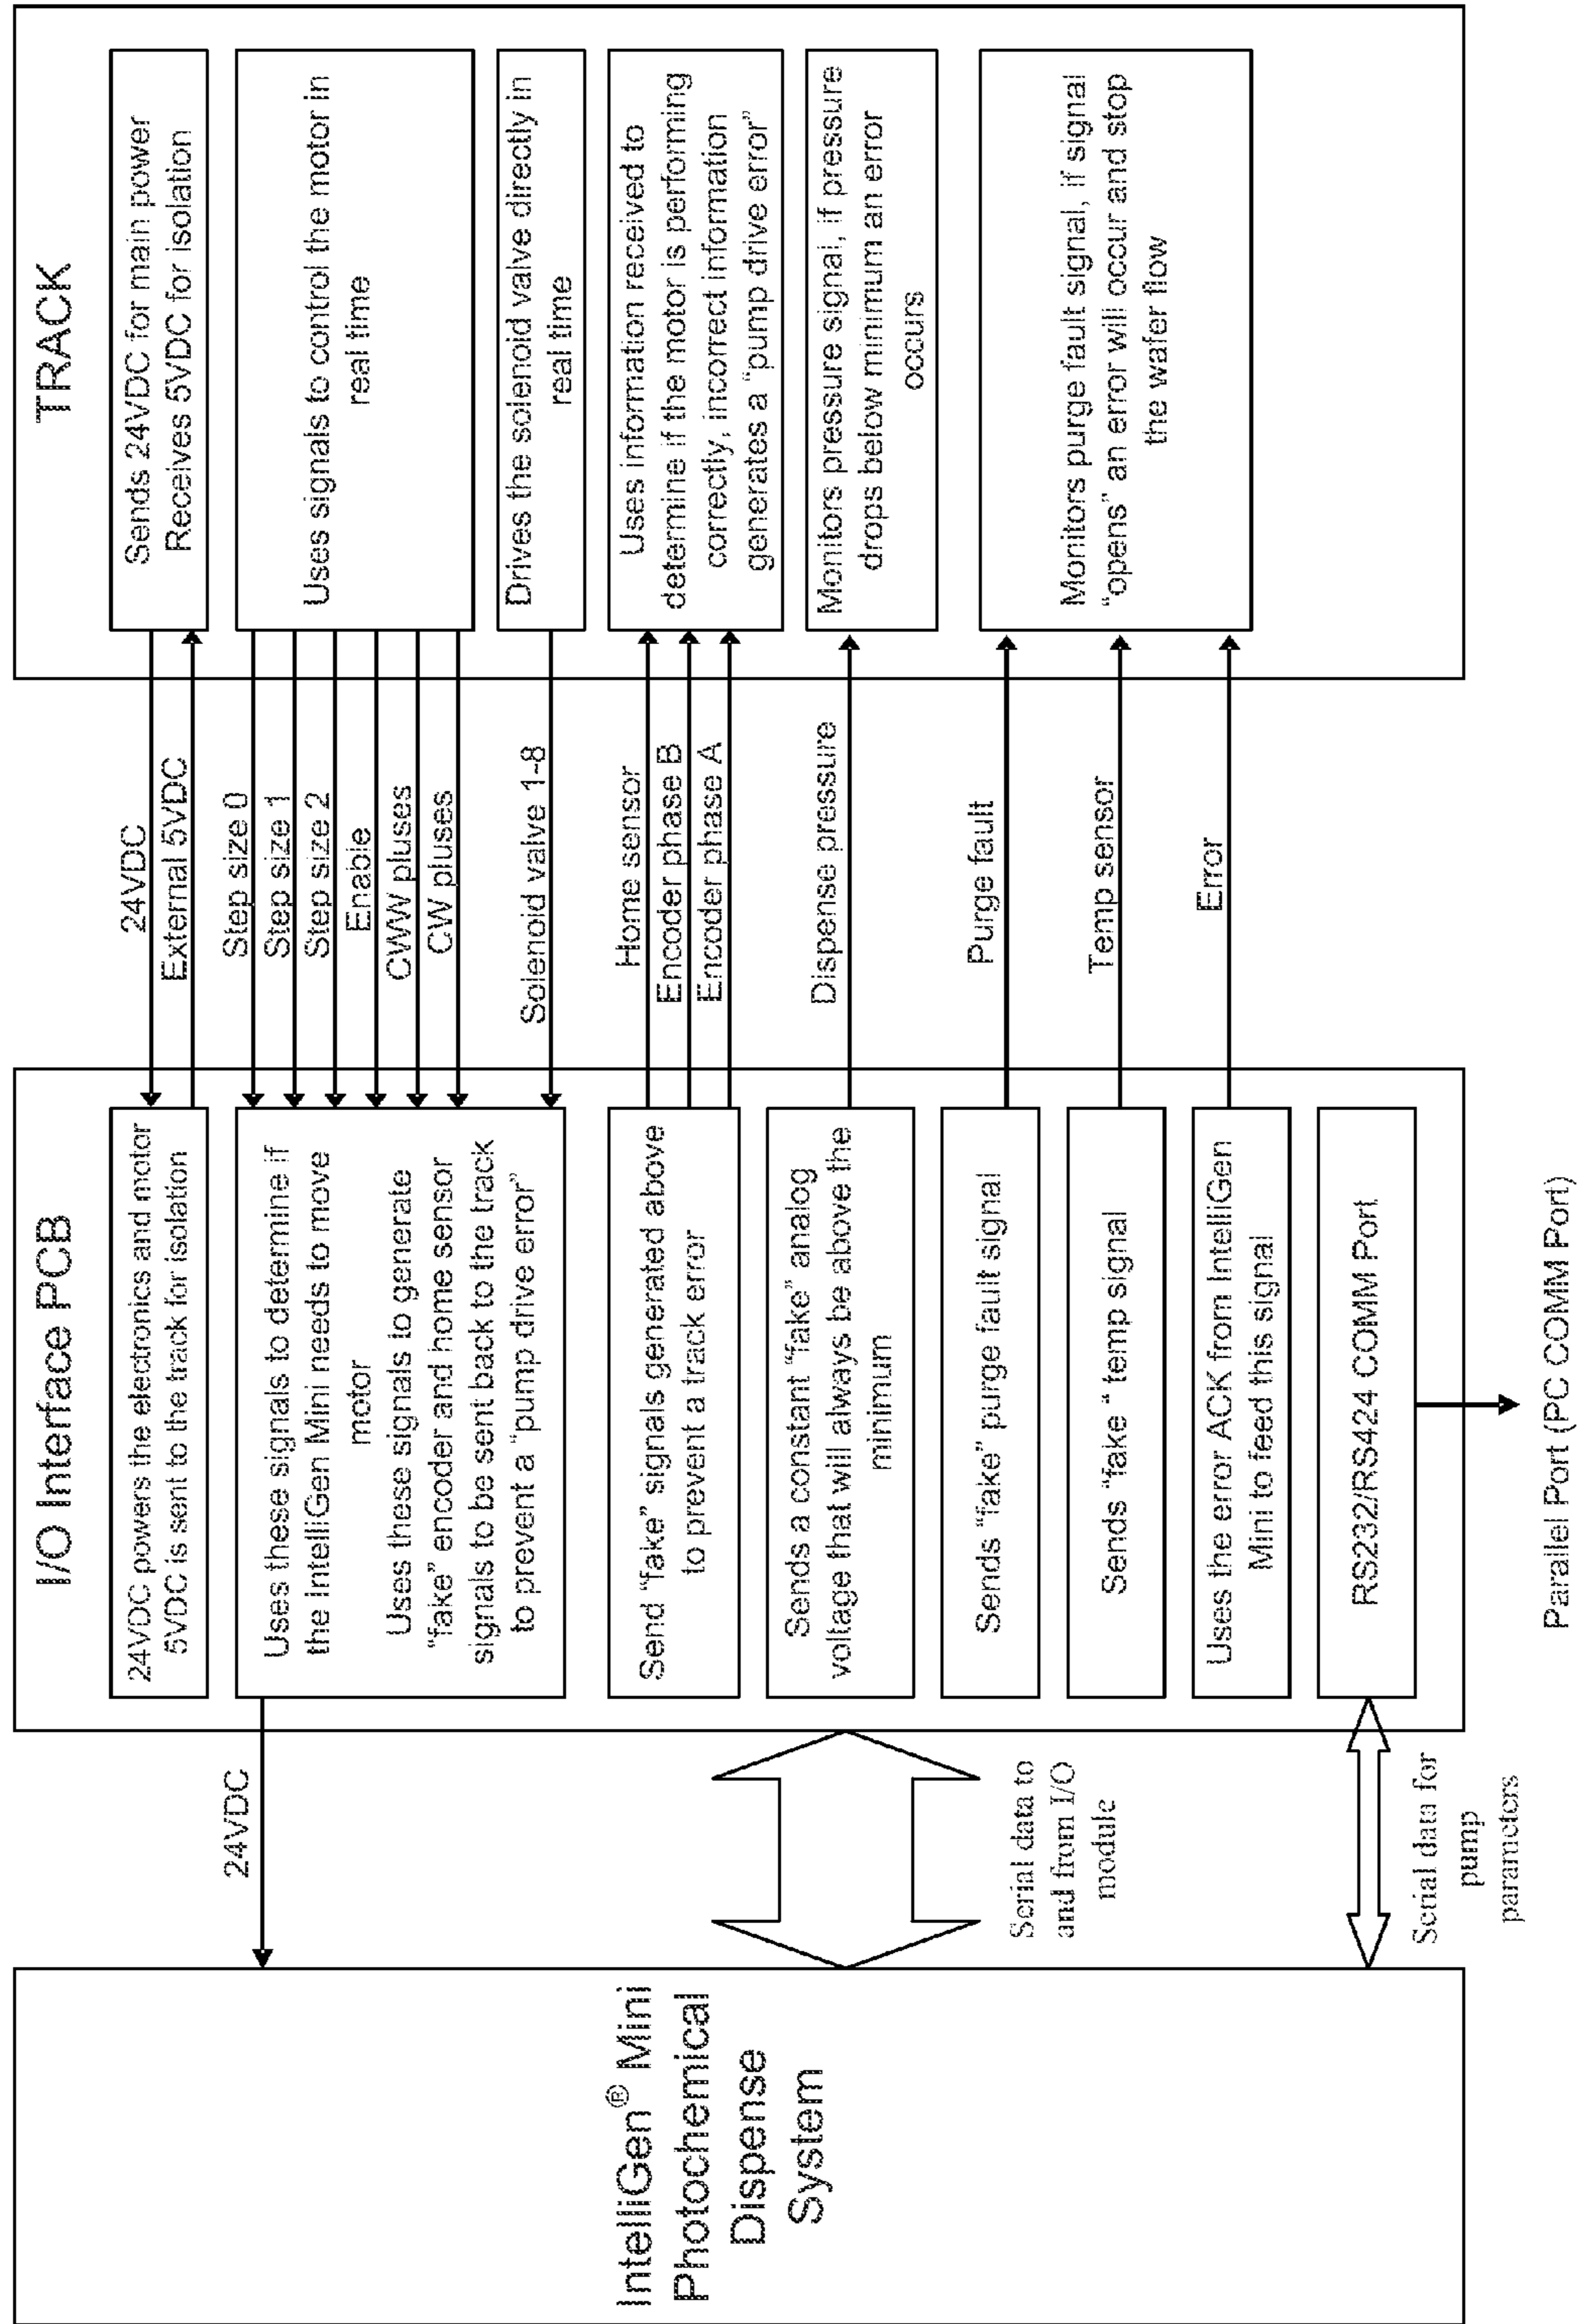 IntelliGen® Mini
Photochemical
Dispense
System
24VDC
Serial data to
and from I/O
module
Serial data for
pump
parameters
I/O Interface PCB
24VDC powers the electronics and motor
5VDC is sent to the track for isolation
Uses these signals to determine if
the IntelliGen Mini needs to move
motor
Uses these signals to generate
"fake" encoder and home sensor
signals to be sent back to the track
to prevent a "pump drive error"
Send "fake" signals generated above
to prevent a track error
Sends a constant "fake" analog
voltage that will always be above the
minimum
Sends "fake" purge fault signal
Sends "fake " temp signal
Uses the error ACK from IntelliGen
Mini to feed this signal
RS232/RS424 COMM Port
Parallel Port (PC COMM Port)
24VDC
External 5VDC
Step size 0
Step size 1
Step size 2
Enable
CWW pluses
CW pluses
Solenoid valve 1-8
Home sensor
Encoder phase B
Encoder phase A
Dispense pressure
Purge fault
Temp sensor
Error
TRACK
Sends 24VDC for main power
Receives 5VDC for isolation
Uses signals to control the motor in
real time
Drives the solenoid valve directly in
real time
Uses information received to
determine if the motor is performing
correctly, incorrect information
generates a "pump drive error"
Monitors pressure signal, if pressure
drops below minimum an error
occurs
Monitors purge fault signal, if signal
"opens" an error will occur and stop
the wafer flow